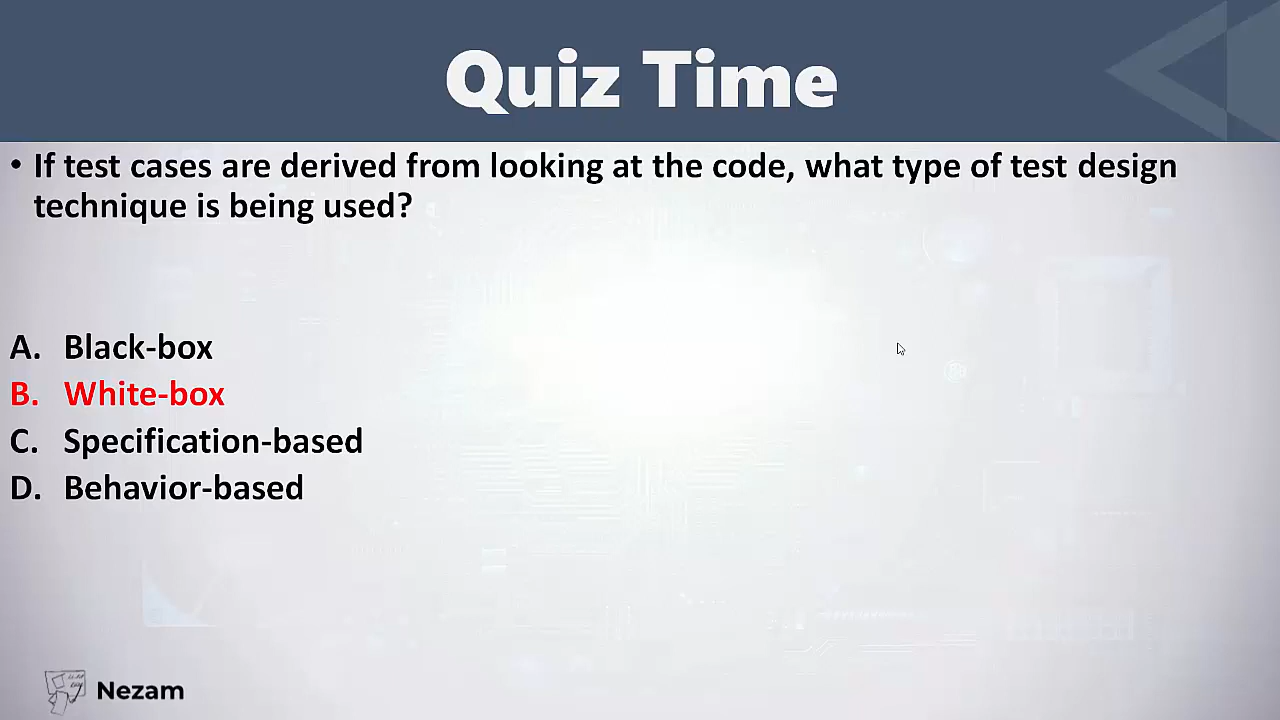 Quiz Time
• If test cases are derived from looking at the code, what type of test design
technique is being used?
A. Black-box
B. White-box
C. Specification-based
D. Behavior-based
Nezam